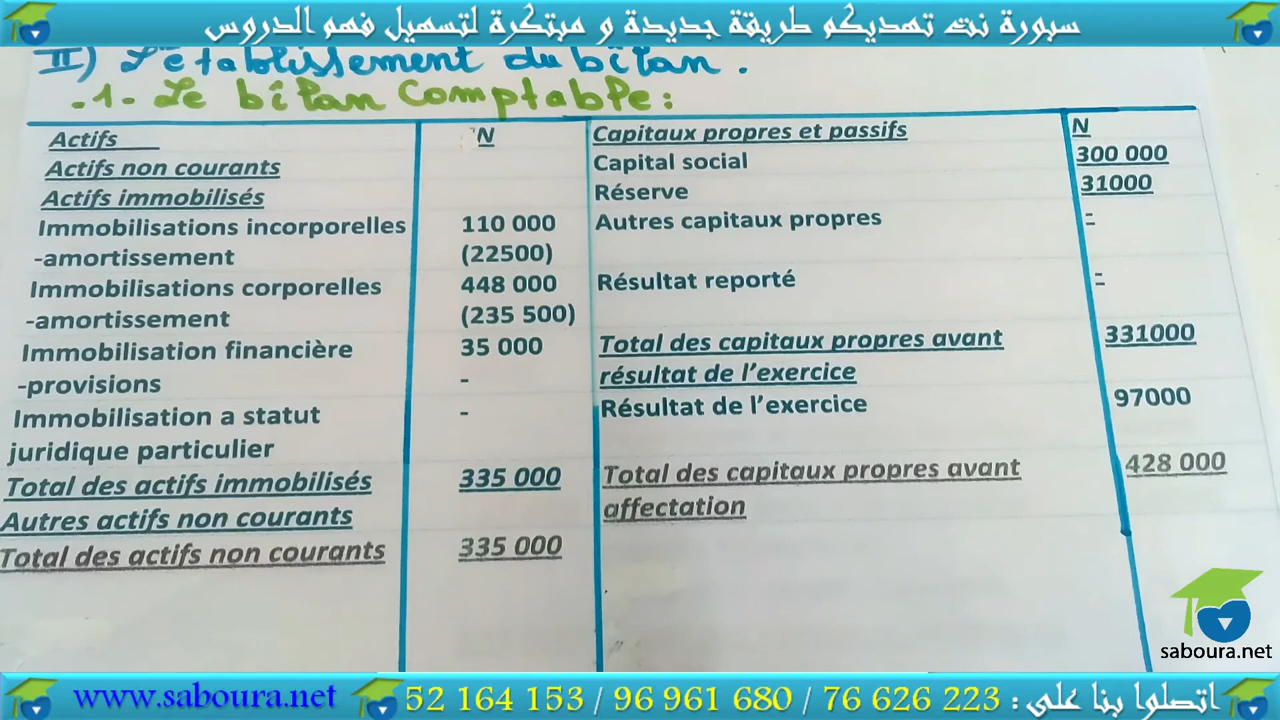 سبورة نت تهديكم طريقة جديدة و مبتكرة لتسهيل فهم الدروس
II) L'établissement du bilan.
.1. Le bilan Comptable:
Actifs N
Actifs non courants
Actifs immobilisés
Immobilisations incorporelles 110 000
-amortissement (22500)
Immobilisations corporelles 448 000
-amortissement (235 500)
Immobilisation financière 35 000
-provisions -
Immobilisation a statut -
juridique particulier
Total des actifs immobilisés 335 000
Autres actifs non courants
Total des actifs non courants 335 000
Capitaux propres et passifs N
Capital social 300 000
Réserve 31000
Autres capitaux propres -
Résultat reporté -
Total des capitaux propres avant 331000
résultat de l'exercice
Résultat de l'exercice 97000
Total des capitaux propres avant 428 000
affectation
saboura.net
www.saboura.net
اتصلوا بنا على : 52 164 153 / 96 961 680 / 76 626 223